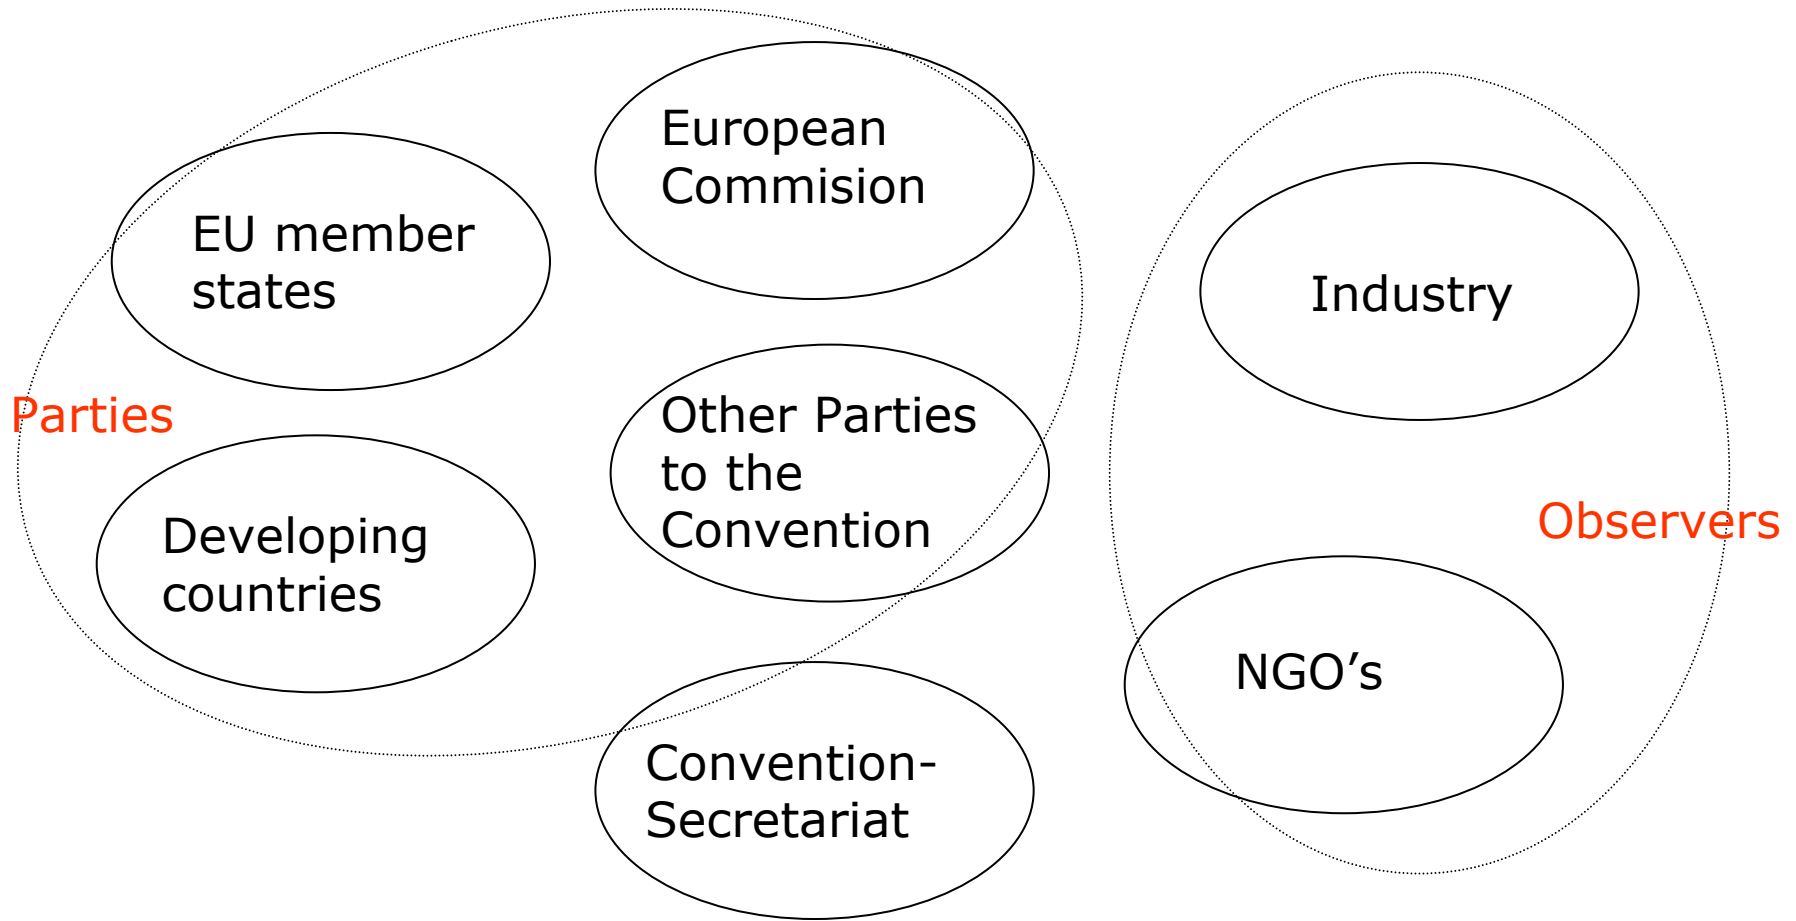 European
Commision
EU member
states
Industry
Parties
Other Parties
to the
Convention
Observers
Developing
countries
NGO’s
Convention-
Secretariat